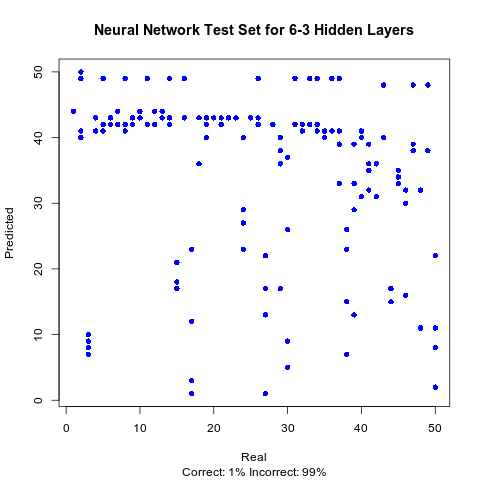 Neural Network Test Set for 6-3 Hidden Layers
50
40
30
20
10
0
Predicted
0 10 20 30 40 50
Real
Correct: 1% Incorrect: 99%